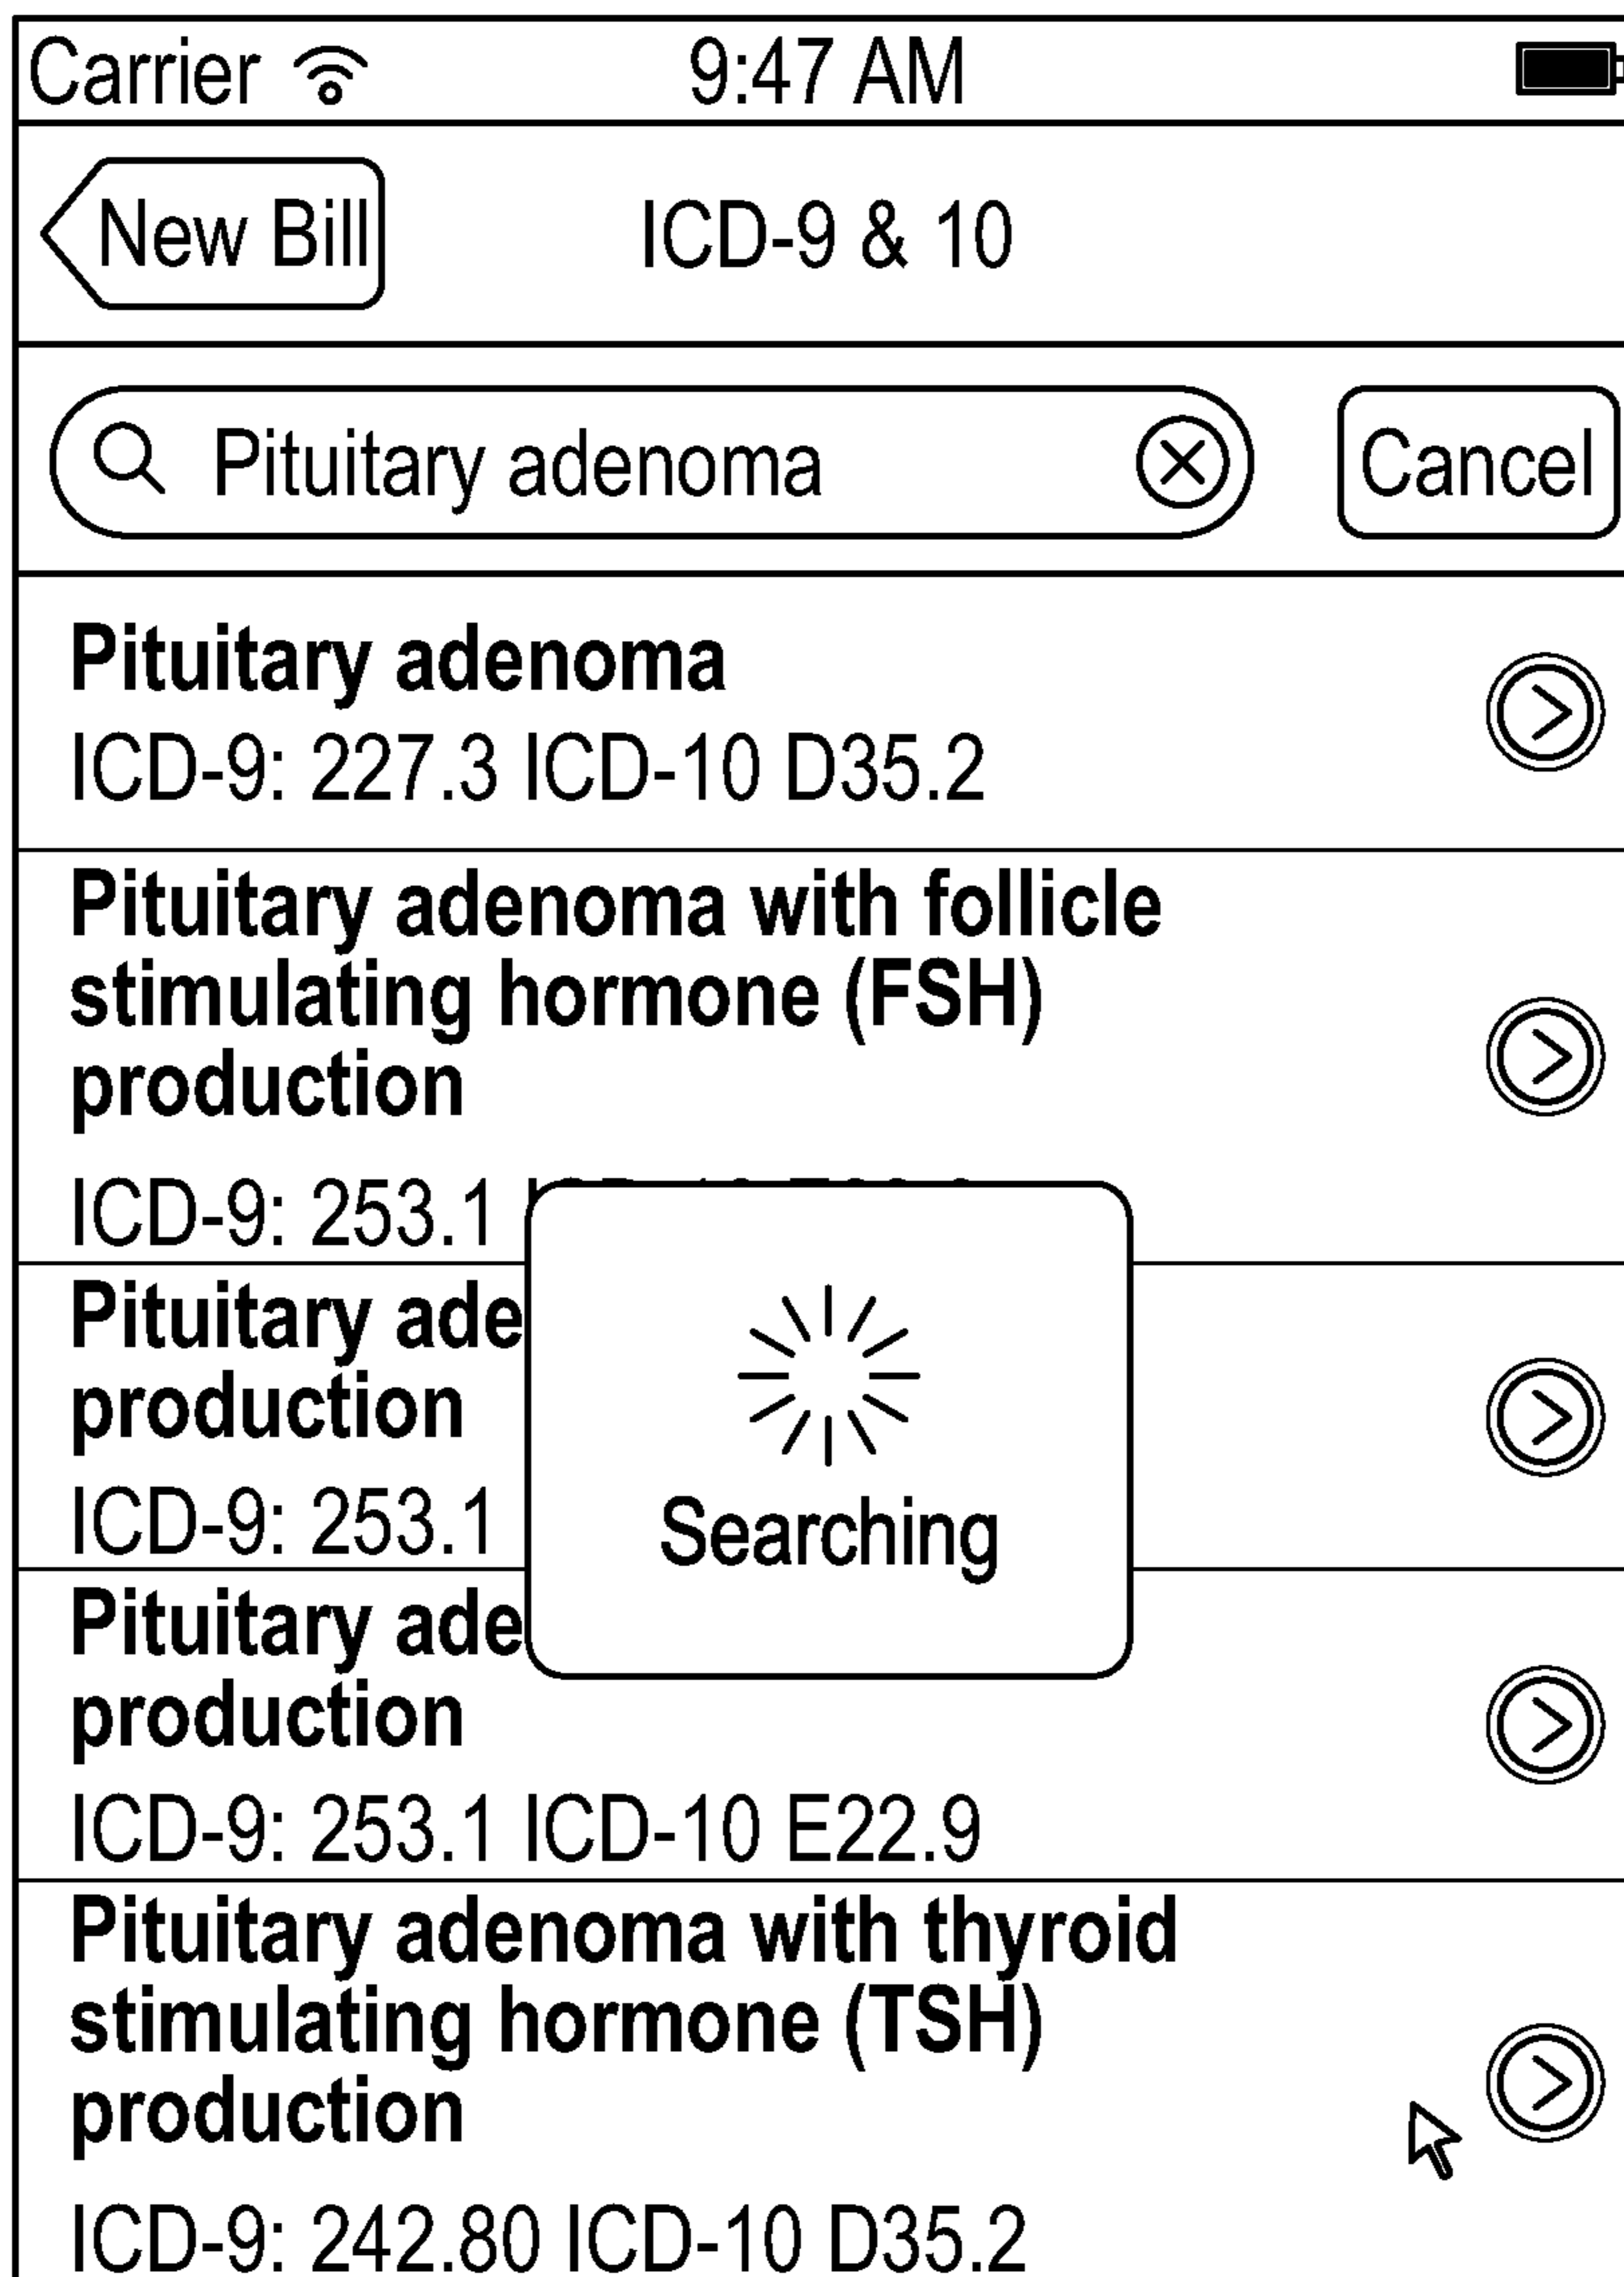 Carrier 9:47 AM
New Bill ICD-9 & 10
Pituitary adenoma Cancel
Pituitary adenoma
ICD-9: 227.3 ICD-10 D35.2
Pituitary adenoma with follicle
stimulating hormone (FSH)
production
ICD-9: 253.1
Pituitary ade
production
ICD-9: 253.1
Searching
Pituitary ade
production
ICD-9: 253.1 ICD-10 E22.9
Pituitary adenoma with thyroid
stimulating hormone (TSH)
production
ICD-9: 242.80 ICD-10 D35.2